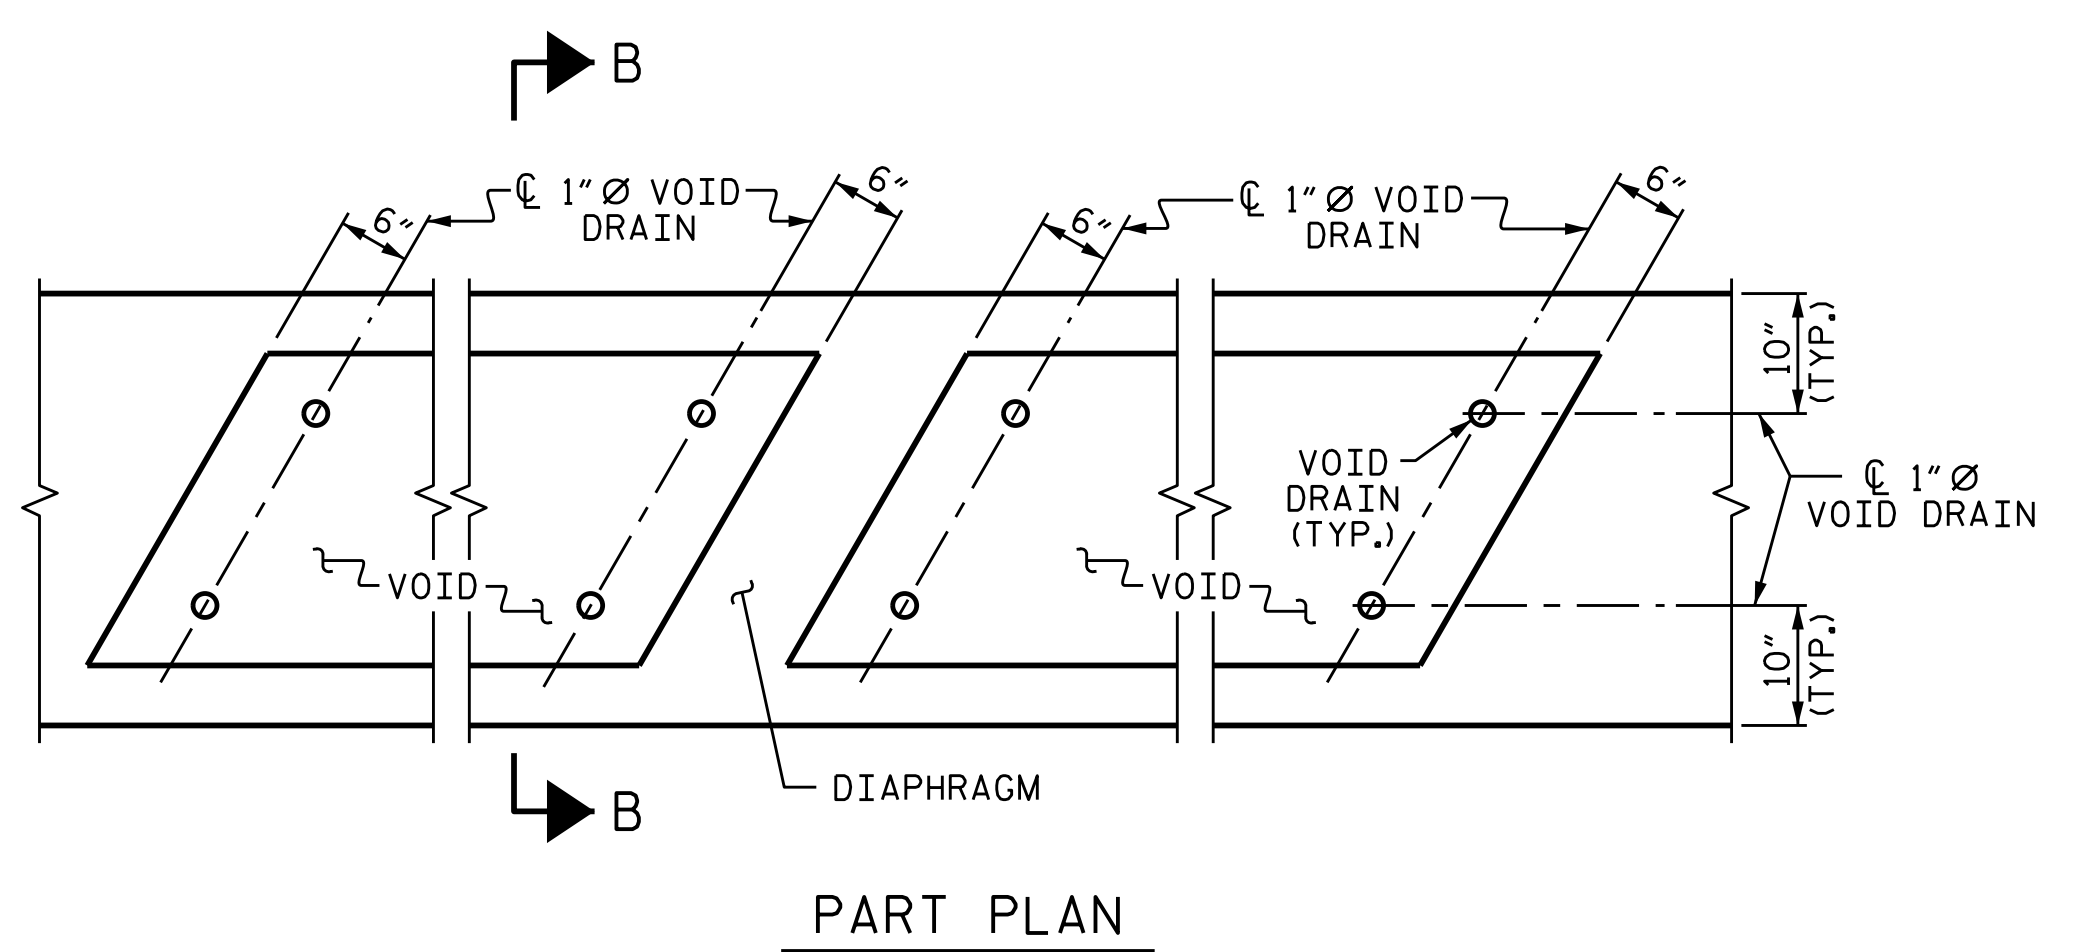 B
6"
℄ 1"Ø VOID
DRAIN
6"
6"
℄ 1"Ø VOID
DRAIN
6"
10"
(TYP.)
VOID
DRAIN
(TYP.)
℄ 1"Ø
VOID DRAIN
VOID
VOID
10"
(TYP.)
DIAPHRAGM
B
PART PLAN